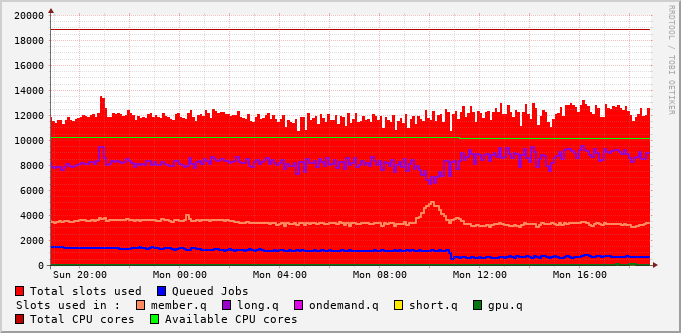 20000
18000
16000
14000
12000
10000
8000
6000
4000
2000
0
Sun 20:00 Mon 00:00 Mon 04:00 Mon 08:00 Mon 12:00 Mon 16:00
RRDTOOL / TOBI OETIKER
Total slots used Queued Jobs
Slots used in : member.q long.q ondemand.q short.q gpu.q
Total CPU cores Available CPU cores